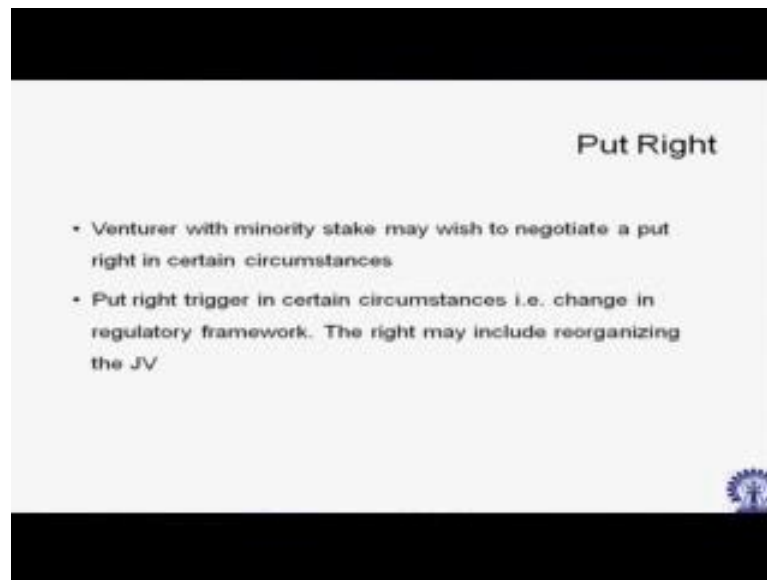 Put Right
• Venturer with minority stake may wish to negotiate a put
right in certain circumstances
• Put right trigger in certain circumstances i.e. change in
regulatory framework. The right may include reorganizing
the JV